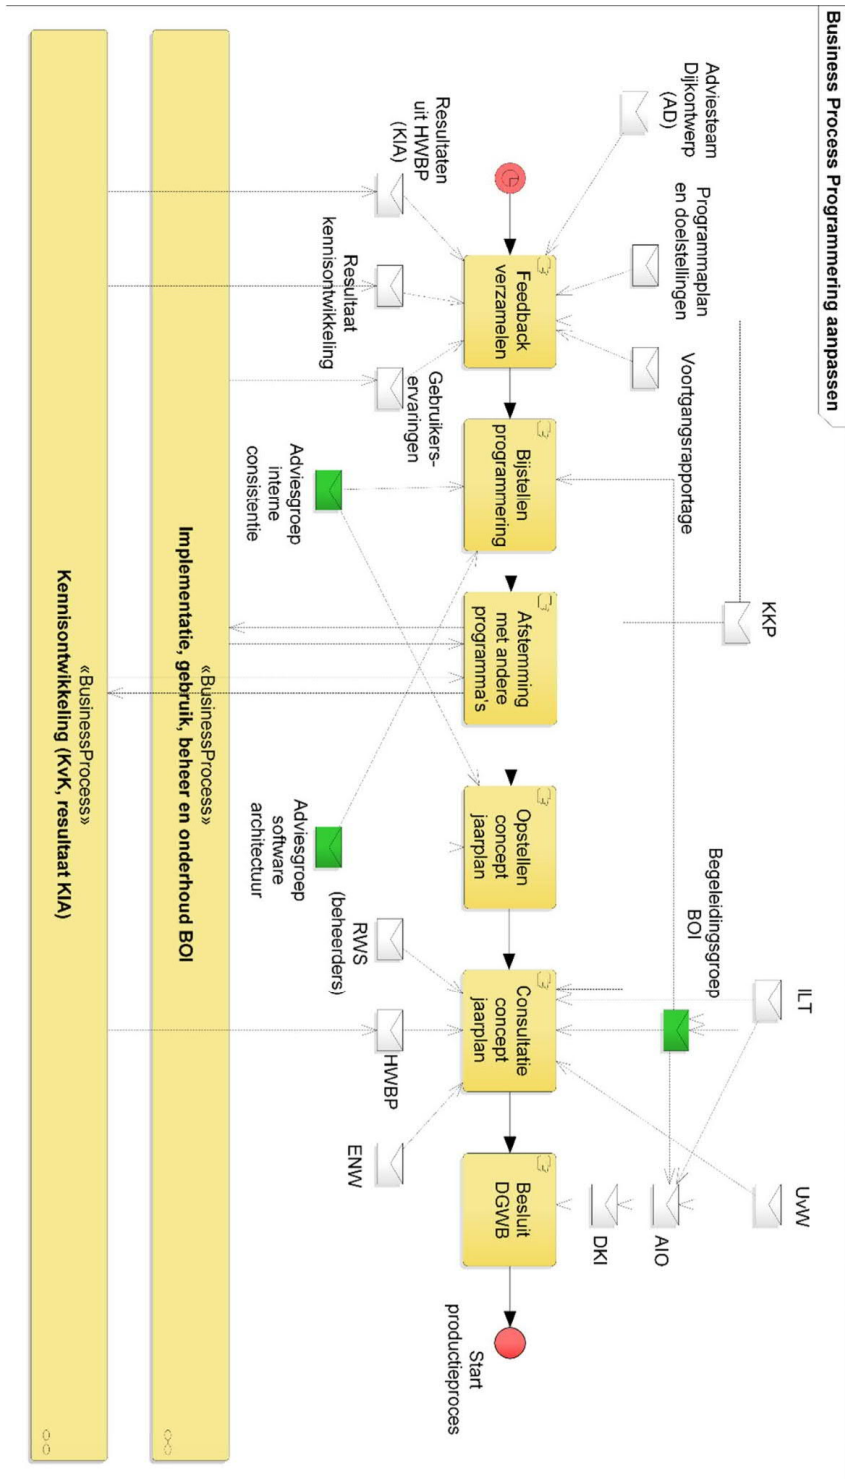 Business Process Programmering aanpassen
Adviesteam
Dijkontwerp
(AD)
Programmaplan
en doelstellingen
Voortgangsrapportage
KKP
Begeleidingsgroep
BOI
ILT
UvW
AIO
DKI
Feedback
verzamelen
Bijstellen
programmering
Afstemming
met andere
programma's
Opstellen
concept
jaarplan
Consultatie
concept
jaarplan
Besluit
DGWB
Start
productieproces
Resultaten
uit HWBP
(KIA)
Resultaat
kennisontwikkeling
Gebruikers-
ervaringen
Adviesgroep
interne
consistentie
Adviesgroep
software
architectuur
RWS
(beheerders)
HWBP
ENW
«BusinessProcess»
Implementatie, gebruik, beheer en onderhoud BOI
«BusinessProcess»
Kennisontwikkeling (KvK, resultaat KIA)